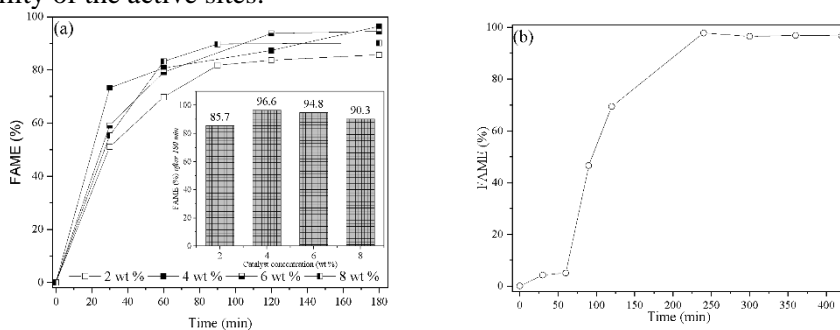 nity of the active sites.
(a)
100
80
60
40
20
0
FAME (%)
0 20 40 60 80 100 120 140 160 180
Time (min)
2 wt % 4 wt % 6 wt % 8 wt %
100
80
60
40
20
0
FAME (%) after 180 min
85.7 96.6 94.8 90.3
2 4 6 8
Catalyst concentration (wt %)
(b)
100
80
60
40
20
0
FAME (%)
0 100 200 300 400
Time (min)